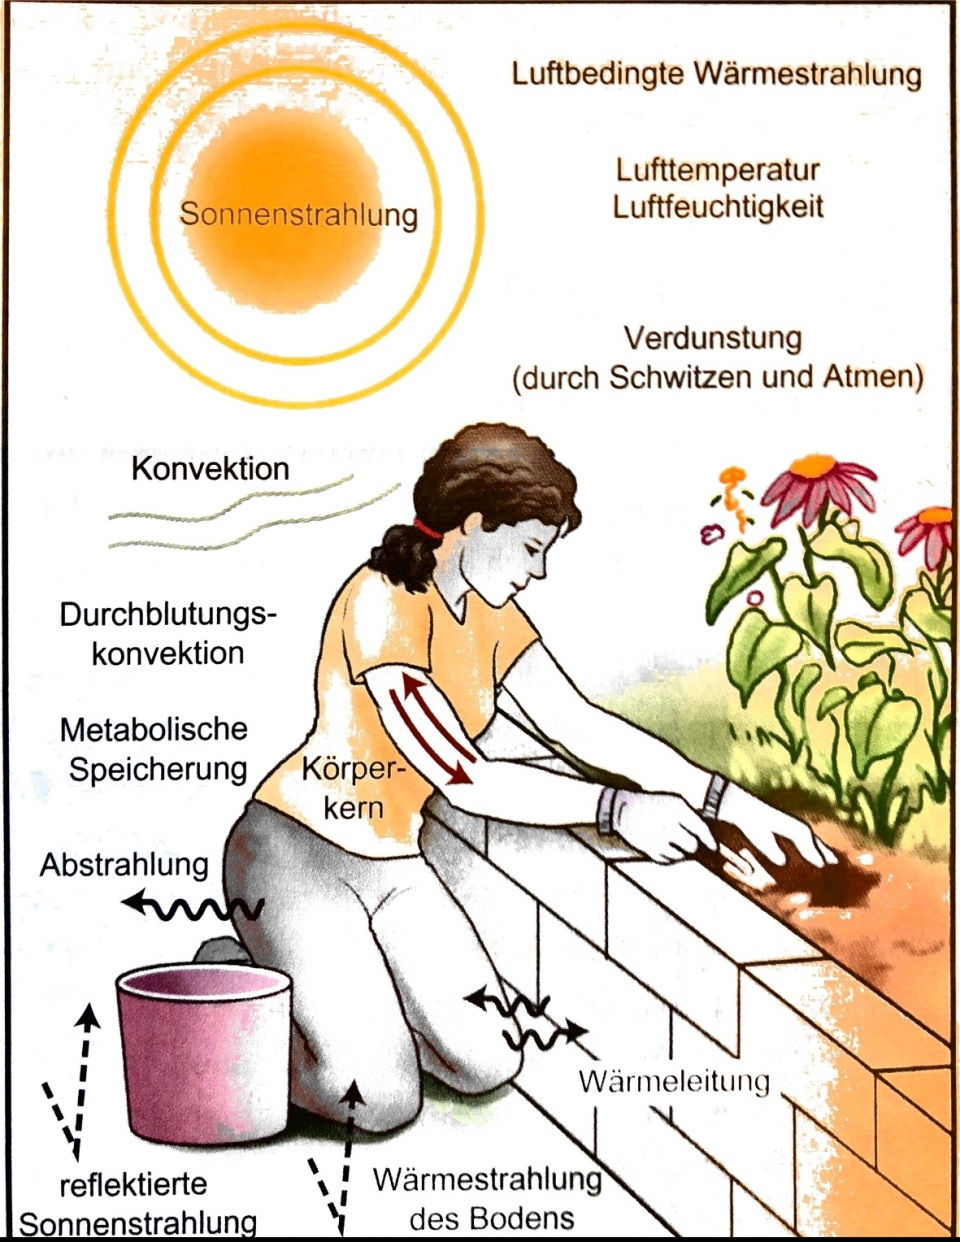 Luftbedingte Wärmestrahlung
Lufttemperatur
Luftfeuchtigkeit
Sonnenstrahlung
Verdunstung
(durch Schwitzen und Atmen)
Konvektion
Durchblutungs-
konvektion
Metabolische
Speicherung
Körper-
kern
Abstrahlung
Wärmeleitung
reflektierte
Sonnenstrahlung
Wärmestrahlung
des Bodens